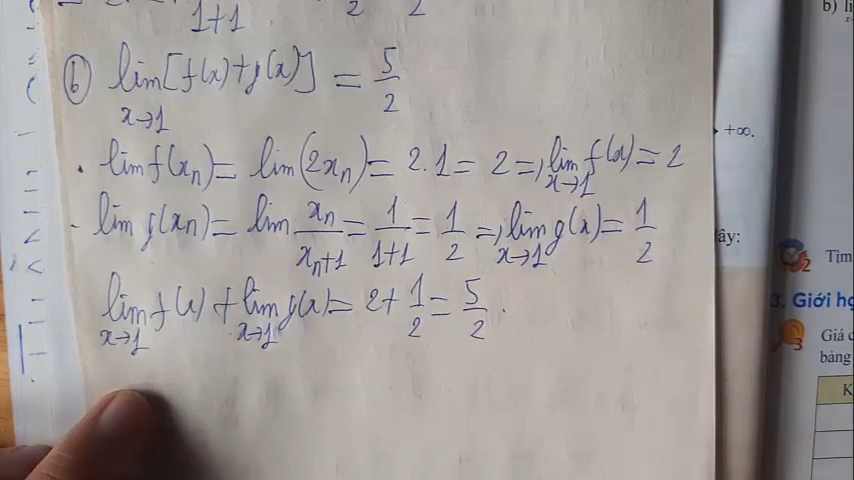 1+1 2 2
b) li
ⓑ lim[f(x)+g(x)] = 5/2
x→1
+∞.
. lim f(xn) = lim(2xn) = 2.1 = 2 => lim f(x) = 2
x→1
- lim g(xn) = lim xn/xn+1 = 1/1+1 = 1/2 => lim g(x) = 1/2
x→1
ây:
2 Tìm
lim f(x) + lim g(x) = 2 + 1/2 = 5/2 .
x→1 x→1
3. Giới hạ
3 Giá c
bảng
K